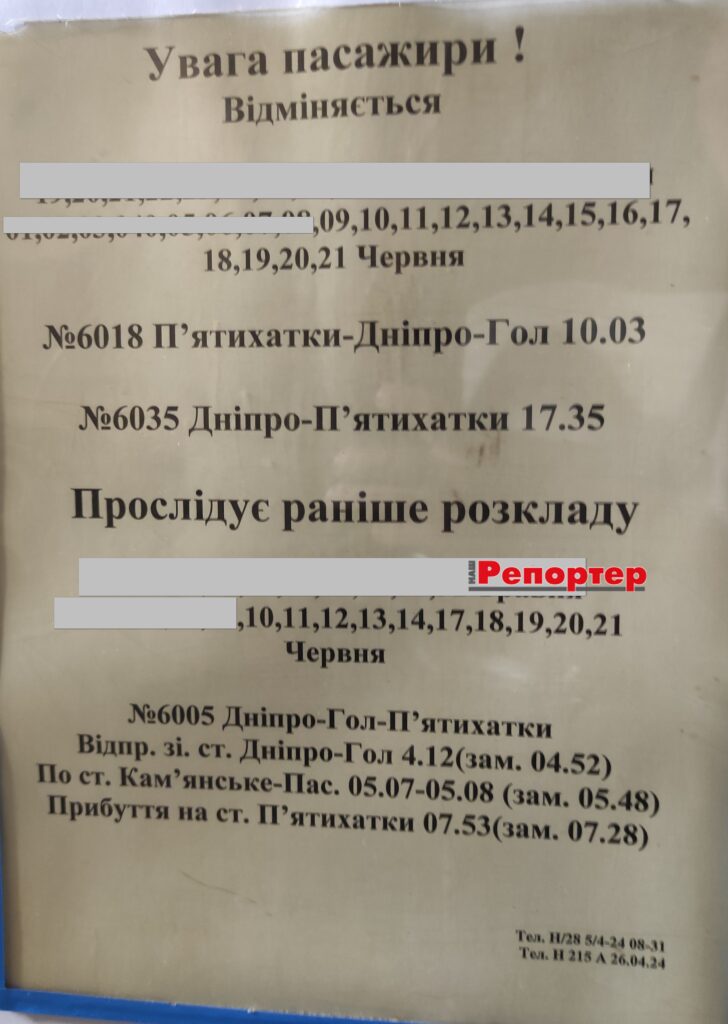 Увага пасажири !
Відміняється
,09,10,11,12,13,14,15,16,17,
18,19,20,21 Червня
№6018 П’ятихатки-Дніпро-Гол 10.03
№6035 Дніпро-П’ятихатки 17.35
Прослідує раніше розкладу
наш Репортер
,10,11,12,13,14,17,18,19,20,21
Червня
№6005 Дніпро-Гол-П’ятихатки
Відпр. зі. ст. Дніпро-Гол 4.12(зам. 04.52)
По ст. Кам’янське-Пас. 05.07-05.08 (зам. 05.48)
Прибуття на ст. П’ятихатки 07.53(зам. 07.28)
Тел. Н/28 5/4-24 08-31
Тел. Н 215 А 26.04.24